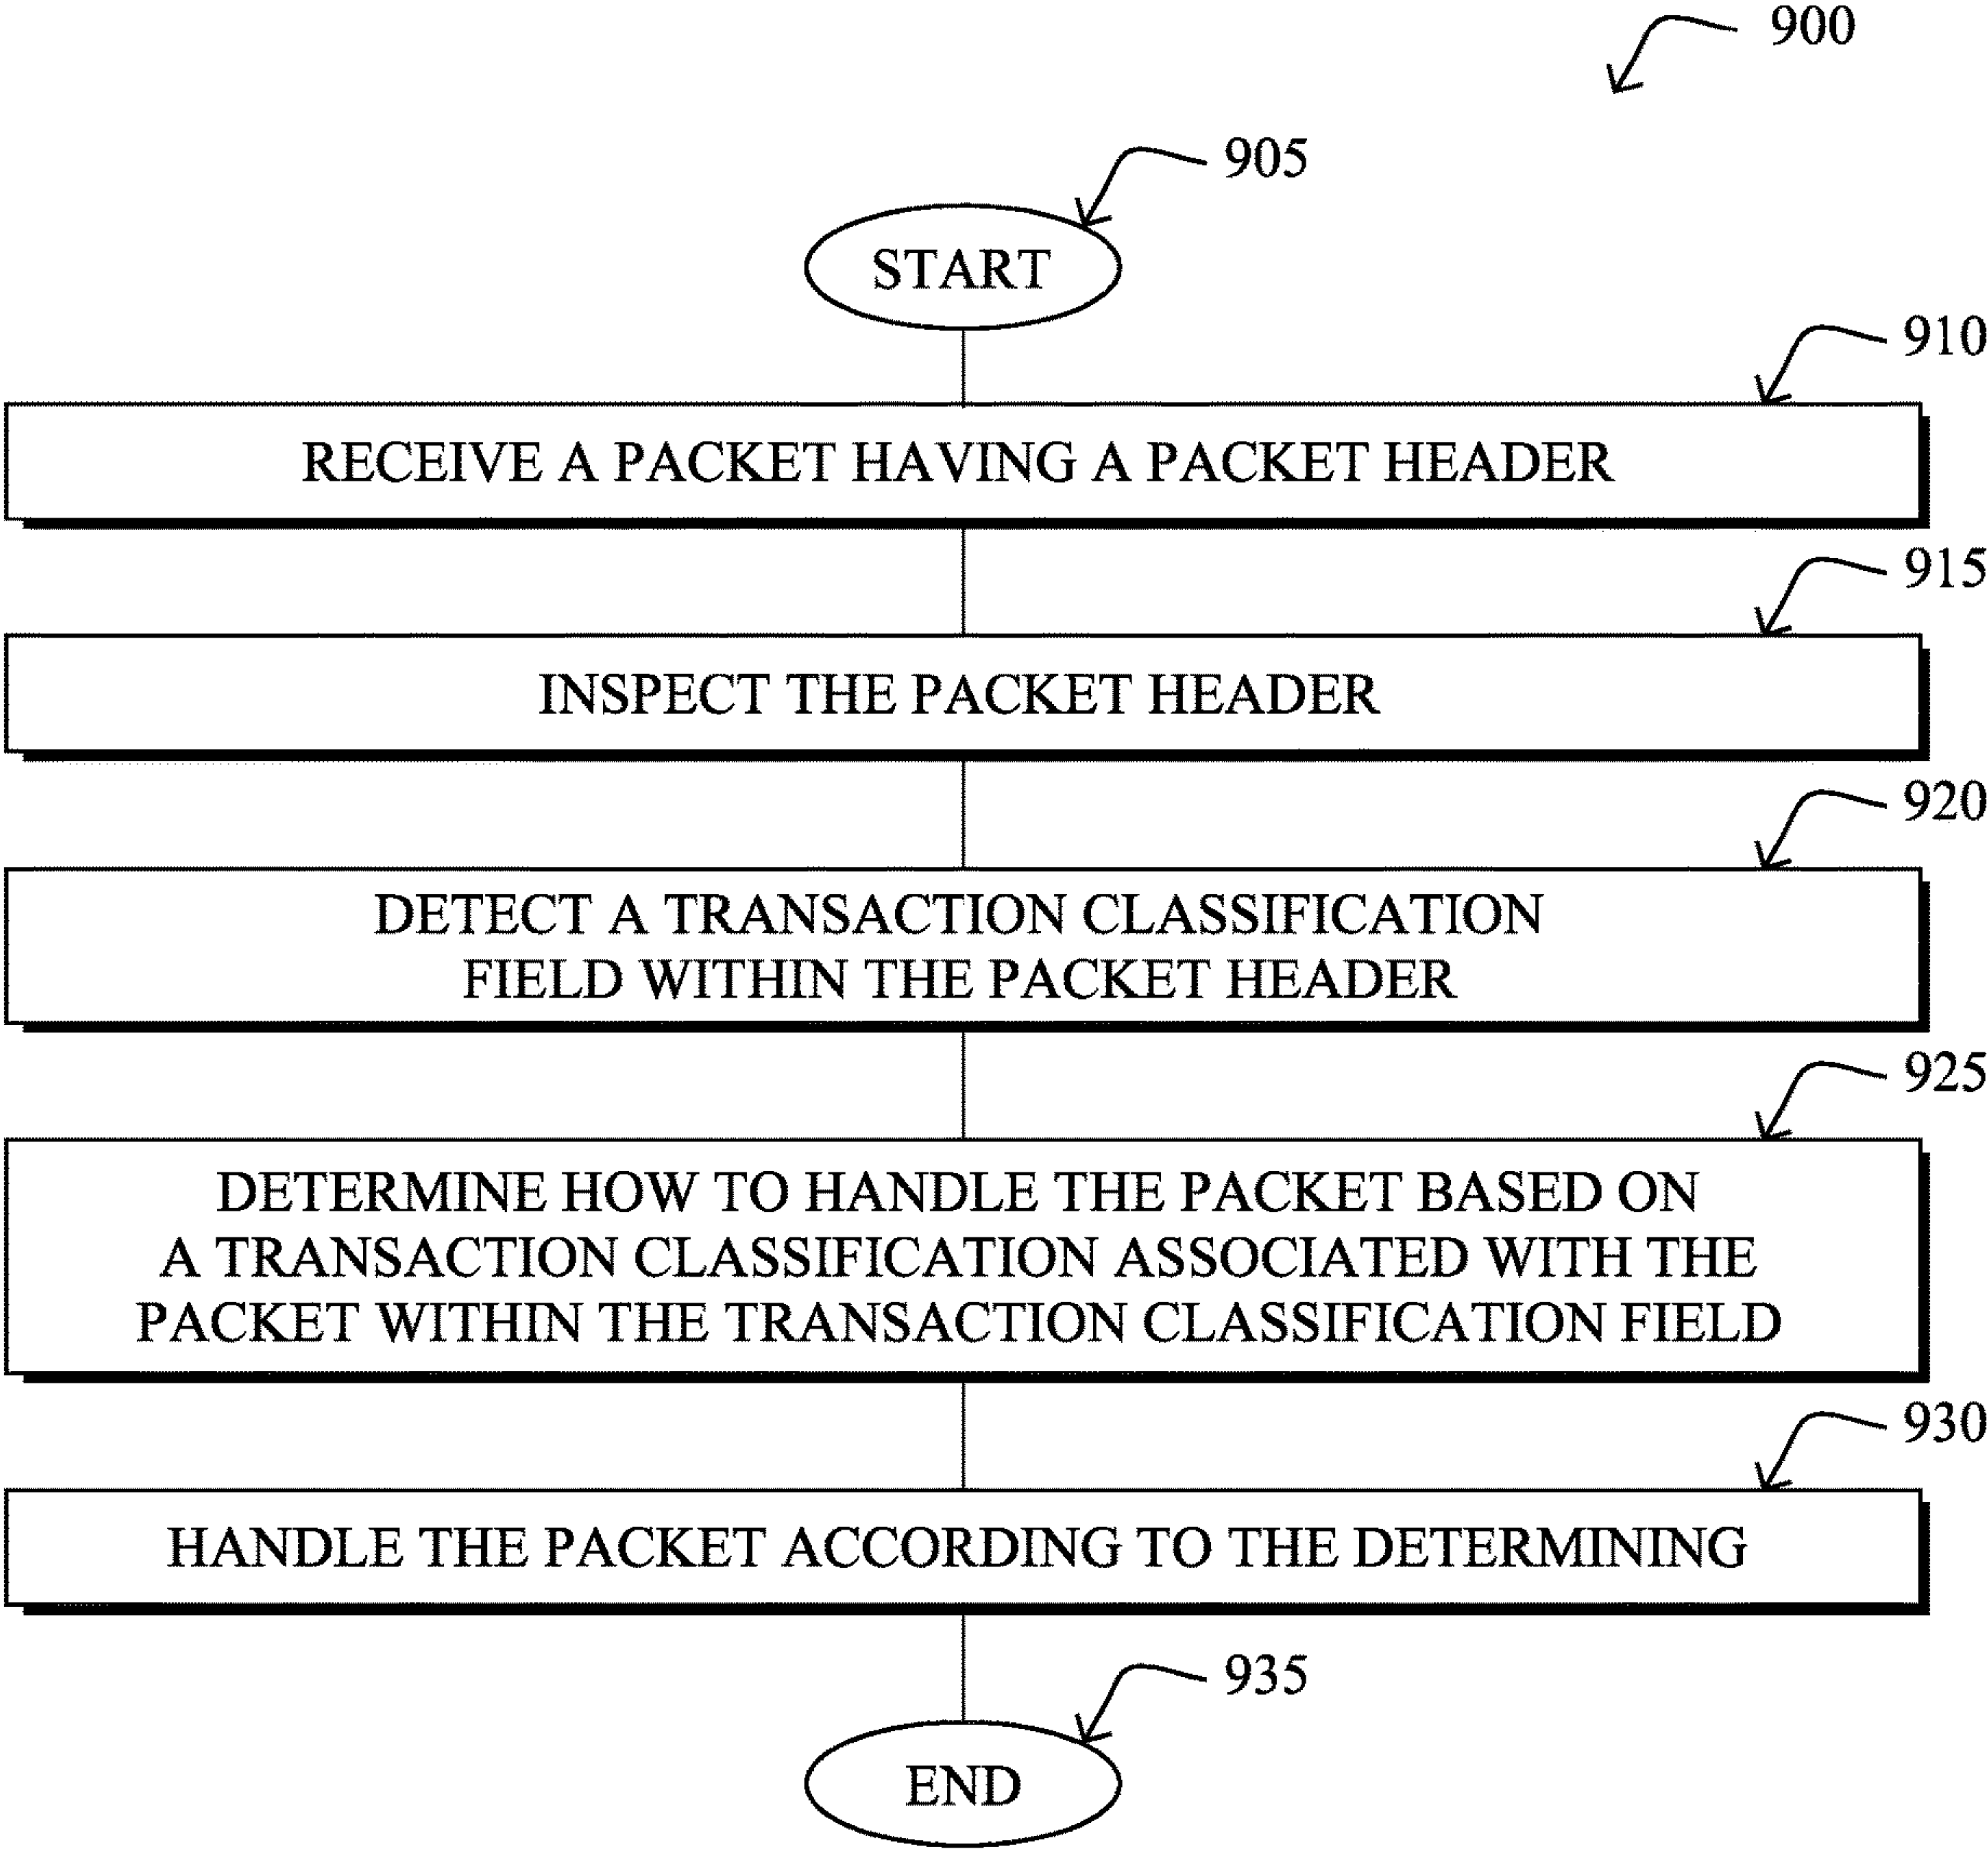 900
905
START
910
RECEIVE A PACKET HAVING A PACKET HEADER
915
INSPECT THE PACKET HEADER
920
DETECT A TRANSACTION CLASSIFICATION
FIELD WITHIN THE PACKET HEADER
925
DETERMINE HOW TO HANDLE THE PACKET BASED ON
A TRANSACTION CLASSIFICATION ASSOCIATED WITH THE
PACKET WITHIN THE TRANSACTION CLASSIFICATION FIELD
930
HANDLE THE PACKET ACCORDING TO THE DETERMINING
935
END